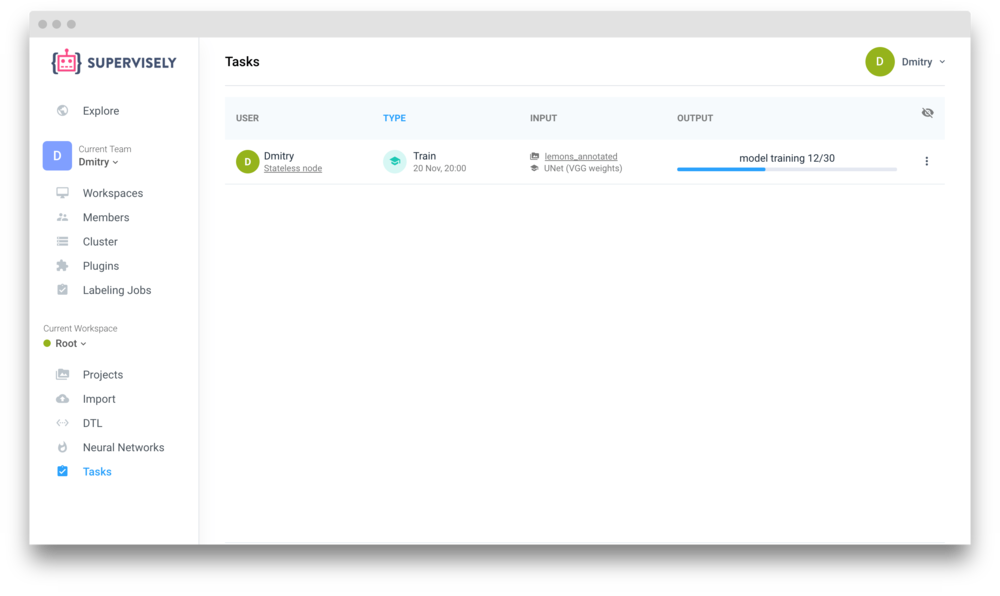 SUPERVISELY
Tasks
D
Dmitry
Explore
D
Current Team
Dmitry
Workspaces
Members
Cluster
Plugins
Labeling Jobs
Current Workspace
Root
Projects
Import
DTL
Neural Networks
Tasks
USER
TYPE
INPUT
OUTPUT
D
Dmitry
Stateless node
Train
20 Nov, 20:00
lemons_annotated
UNet (VGG weights)
model training 12/30